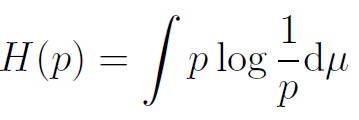 H(p) = ∫ p log 1/p dμ